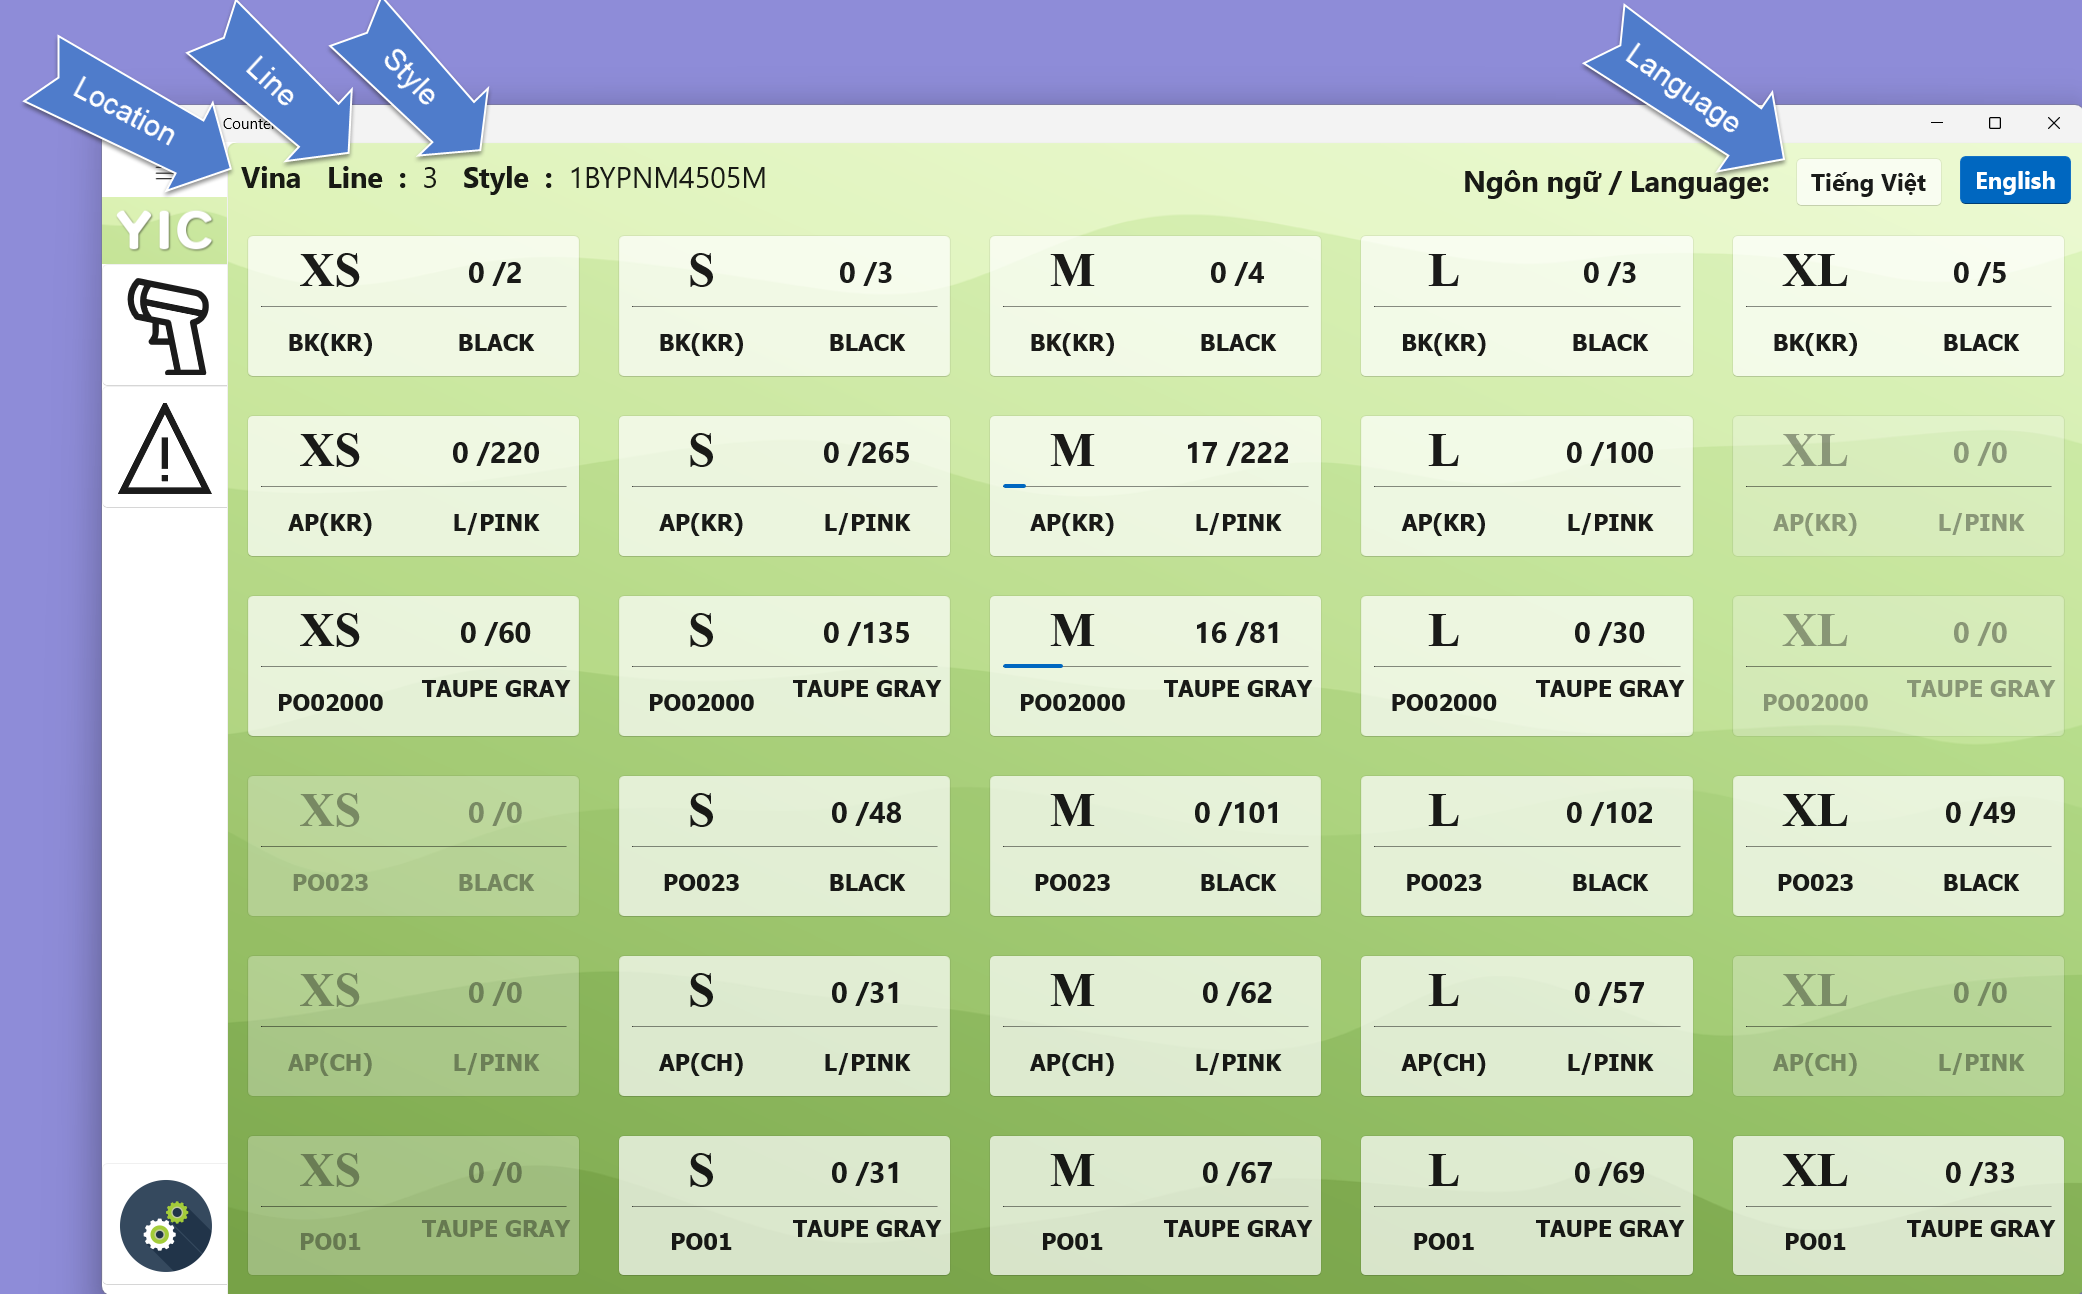 Location
Line
Style
Language
Counte
Vina Line : 3 Style : 1BYPNM4505M
Ngôn ngữ / Language: Tiếng Việt English
YIC
XS 0 /2 S 0 /3 M 0 /4 L 0 /3 XL 0 /5
BK(KR) BLACK BK(KR) BLACK BK(KR) BLACK BK(KR) BLACK BK(KR) BLACK
XS 0 /220 S 0 /265 M 17 /222 L 0 /100 XL 0 /0
AP(KR) L/PINK AP(KR) L/PINK AP(KR) L/PINK AP(KR) L/PINK AP(KR) L/PINK
XS 0 /60 S 0 /135 M 16 /81 L 0 /30 XL 0 /0
PO02000 TAUPE GRAY PO02000 TAUPE GRAY PO02000 TAUPE GRAY PO02000 TAUPE GRAY PO02000 TAUPE GRAY
XS 0 /0 S 0 /48 M 0 /101 L 0 /102 XL 0 /49
PO023 BLACK PO023 BLACK PO023 BLACK PO023 BLACK PO023 BLACK
XS 0 /0 S 0 /31 M 0 /62 L 0 /57 XL 0 /0
AP(CH) L/PINK AP(CH) L/PINK AP(CH) L/PINK AP(CH) L/PINK AP(CH) L/PINK
XS 0 /0 S 0 /31 M 0 /67 L 0 /69 XL 0 /33
PO01 TAUPE GRAY PO01 TAUPE GRAY PO01 TAUPE GRAY PO01 TAUPE GRAY PO01 TAUPE GRAY